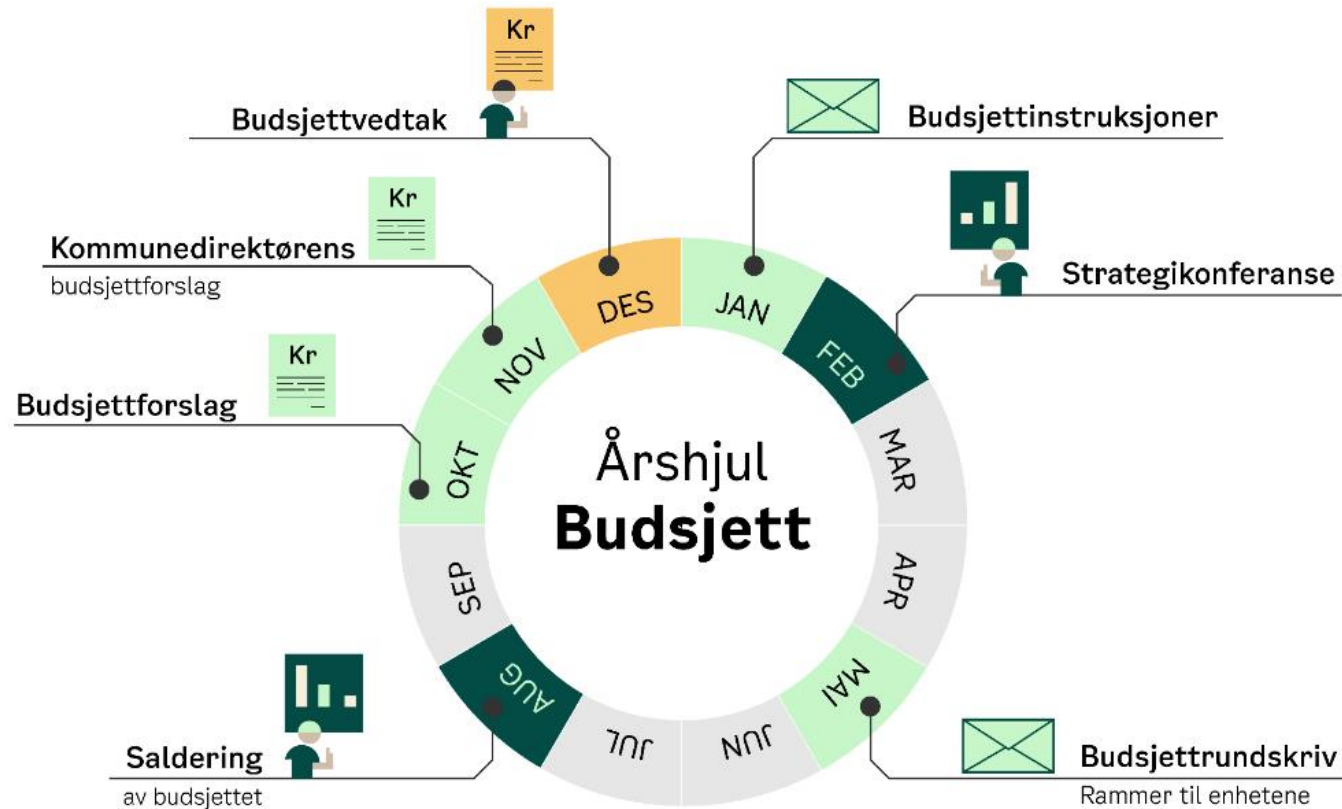 Kr
Budsjettvedtak
Budsjettinstruksjoner
Kr
Kommunedirektørens
budsjettforslag
Strategikonferanse
Kr
Budsjettforslag
DES
JAN
NOV
FEB
OKT
MAR
Årshjul
Budsjett
SEP
APR
AUG
MAI
JUL
JUN
Saldering
av budsjettet
Budsjettrundskriv
Rammer til enhetene